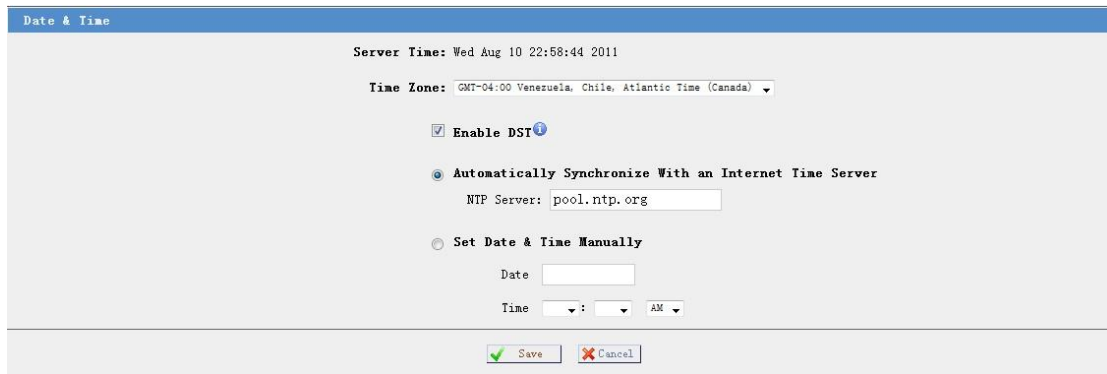 Date & Time
Server Time: Wed Aug 10 22:58:44 2011
Time Zone: GMT-04:00 Venezuela, Chile, Atlantic Time (Canada)
Enable DST
Automatically Synchronize With an Internet Time Server
NTP Server: pool.ntp.org
Set Date & Time Manually
Date
Time : AM
Save Cancel